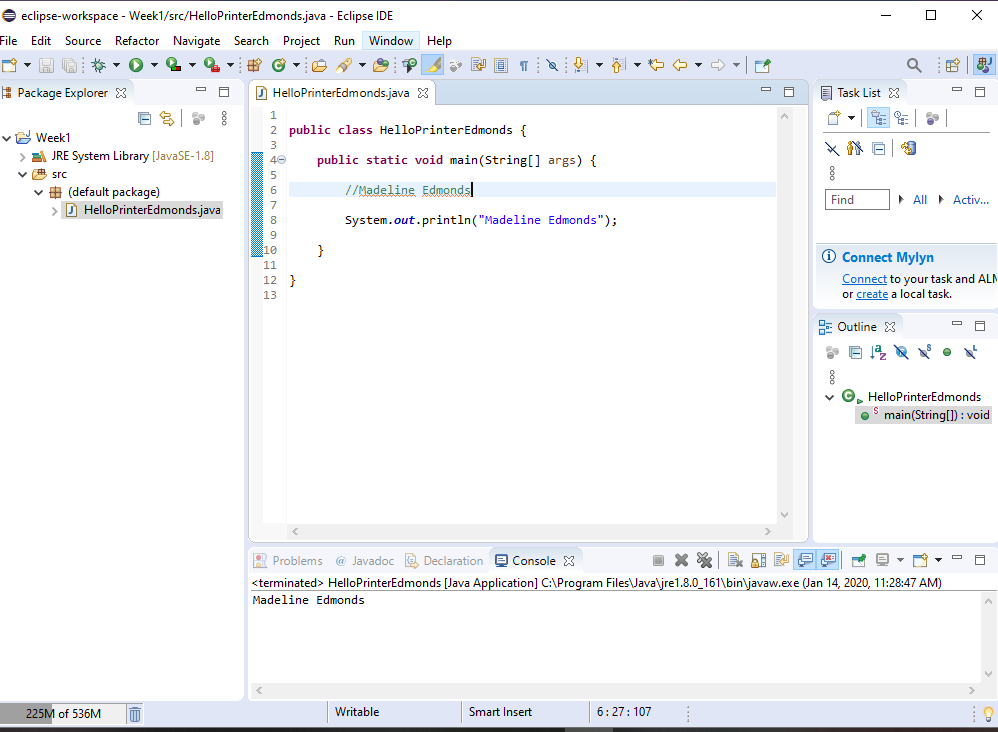 eclipse-workspace - Week1/src/HelloPrinterEdmonds.java - Eclipse IDE
File Edit Source Refactor Navigate Search Project Run Window Help
Package Explorer
Week1
JRE System Library [JavaSE-1.8]
src
(default package)
HelloPrinterEdmonds.java
HelloPrinterEdmonds.java
1
2 public class HelloPrinterEdmonds {
3
4 public static void main(String[] args) {
5
6 //Madeline Edmonds
7
8 System.out.println("Madeline Edmonds");
9
10 }
11
12 }
13
Task List
Find All Activ...
Connect Mylyn
Connect to your task and ALM
or create a local task.
Outline
HelloPrinterEdmonds
main(String[]) : void
Problems @ Javadoc Declaration Console
<terminated> HelloPrinterEdmonds [Java Application] C:\Program Files\Java\jre1.8.0_161\bin\javaw.exe (Jan 14, 2020, 11:28:47 AM)
Madeline Edmonds
225M of 536M Writable Smart Insert 6 : 27 : 107